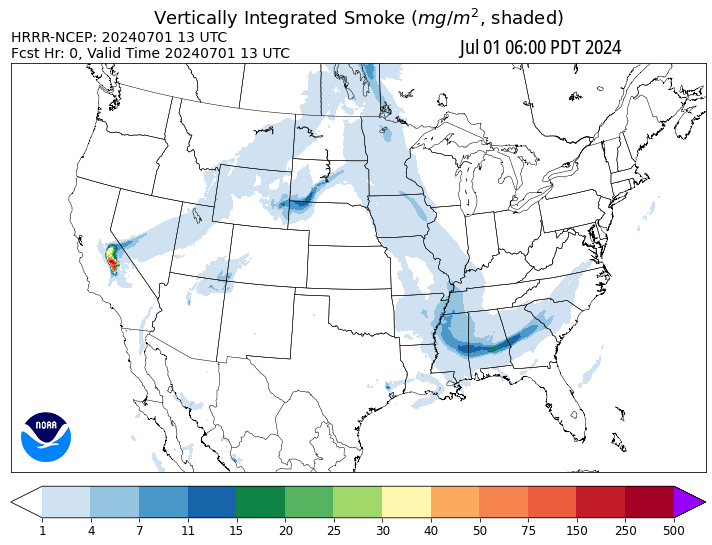 Vertically Integrated Smoke (mg/m², shaded)
HRRR-NCEP: 20240701 13 UTC
Fcst Hr: 0, Valid Time 20240701 13 UTC
Jul 01 06:00 PDT 2024
NOAA
1 4 7 11 15 20 25 30 40 50 75 150 250 500